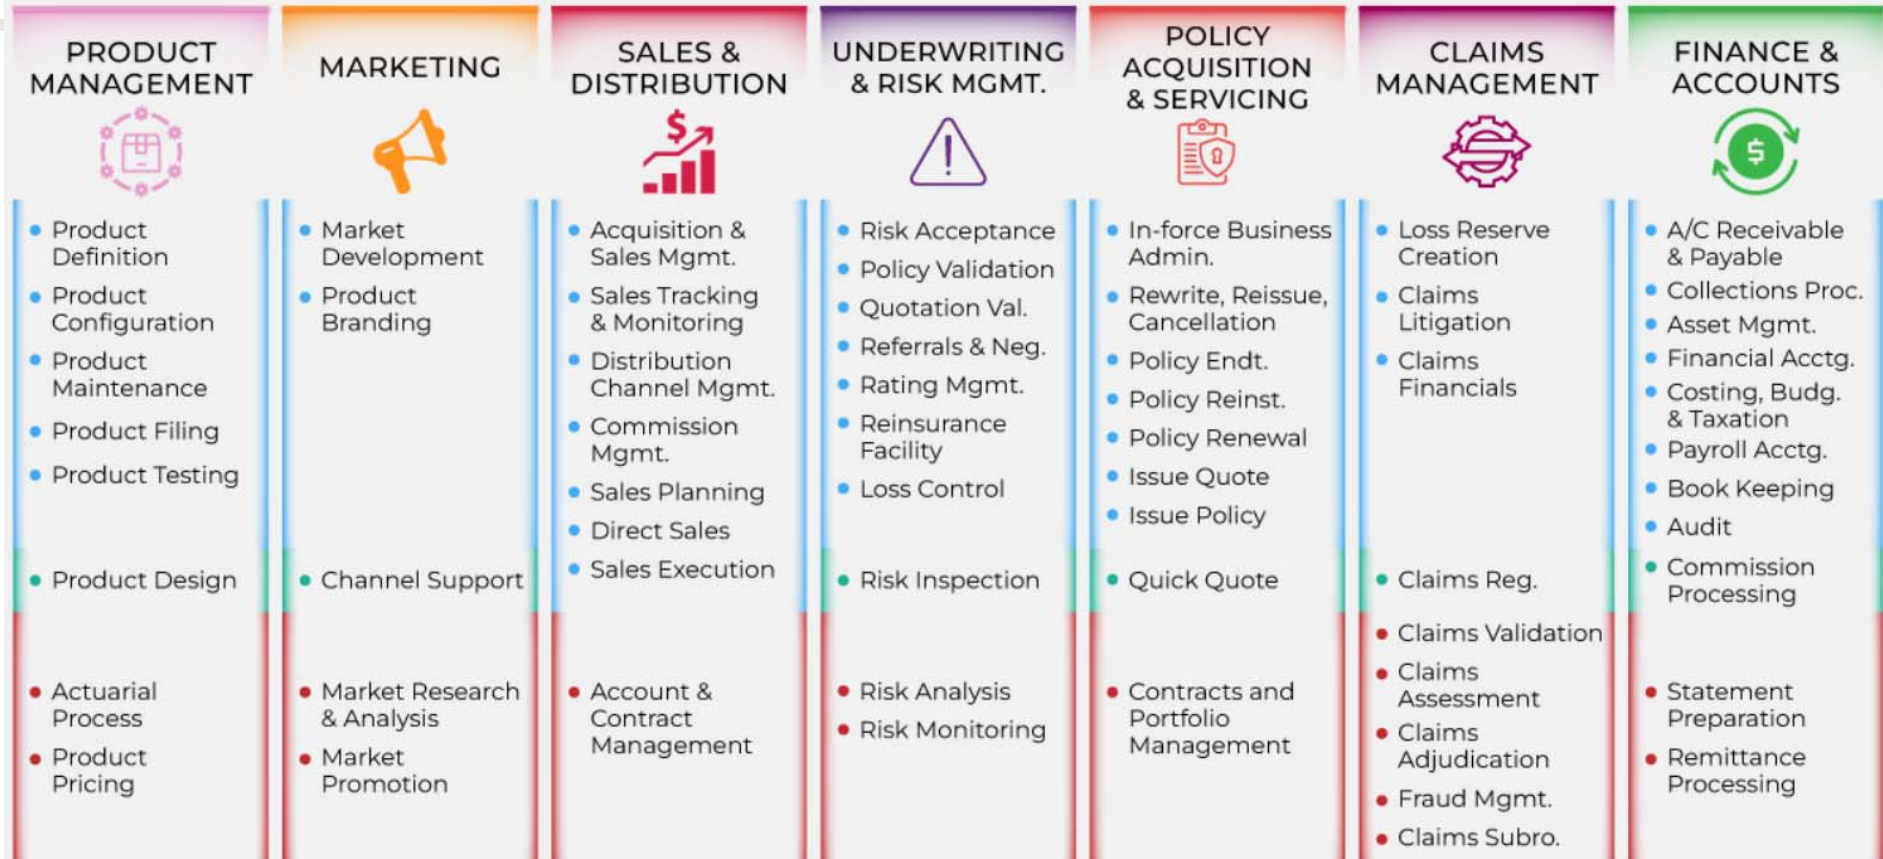 PRODUCT
MANAGEMENT
Product
Definition
Product
Configuration
Product
Maintenance
Product Filing
Product Testing
Product Design
Actuarial
Process
Product
Pricing
MARKETING
Market
Development
Product
Branding
Channel Support
Market Research
& Analysis
Market
Promotion
SALES &
DISTRIBUTION
$
Acquisition &
Sales Mgmt.
Sales Tracking
& Monitoring
Distribution
Channel Mgmt.
Commission
Mgmt.
Sales Planning
Direct Sales
Sales Execution
Account &
Contract
Management
UNDERWRITING
& RISK MGMT.
!
Risk Acceptance
Policy Validation
Quotation Val.
Referrals & Neg.
Rating Mgmt.
Reinsurance
Facility
Loss Control
Risk Inspection
Risk Analysis
Risk Monitoring
POLICY
ACQUISITION
& SERVICING
In-force Business
Admin.
Rewrite, Reissue,
Cancellation
Policy Endt.
Policy Reinst.
Policy Renewal
Issue Quote
Issue Policy
Quick Quote
Contracts and
Portfolio
Management
CLAIMS
MANAGEMENT
Loss Reserve
Creation
Claims
Litigation
Claims
Financials
Claims Reg.
Claims Validation
Claims
Assessment
Claims
Adjudication
Fraud Mgmt.
Claims Subro.
FINANCE &
ACCOUNTS
$
A/C Receivable
& Payable
Collections Proc.
Asset Mgmt.
Financial Acctg.
Costing, Budg.
& Taxation
Payroll Acctg.
Book Keeping
Audit
Commission
Processing
Statement
Preparation
Remittance
Processing